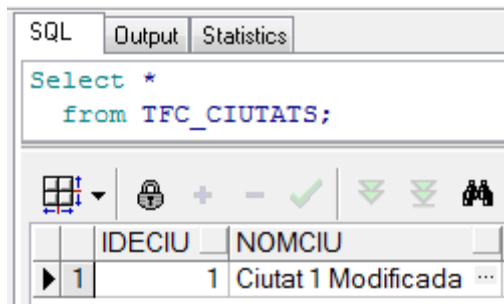 SQL Output Statistics
Select *
from TFC_CIUTATS;
IDECIU NOMCIU
1 1 Ciutat 1 Modificada ...